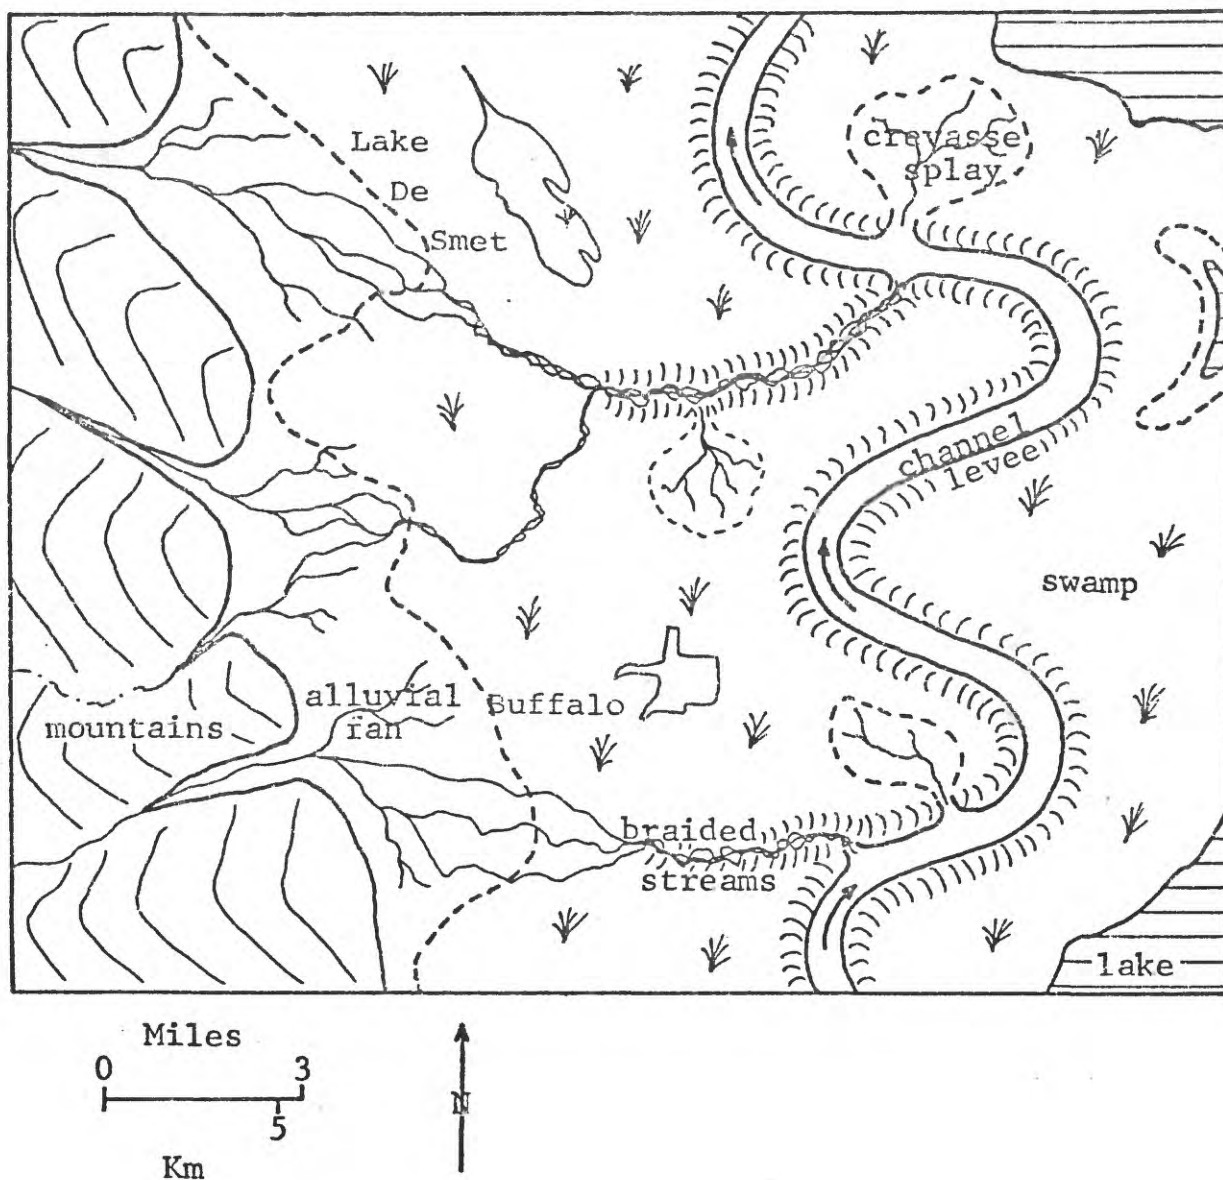 Lake
De
Smet
crevasse
splay
channel
levee
swamp
mountains
alluvial
fan
Buffalo
braided
streams
lake
Miles
0 3
5
Km
N